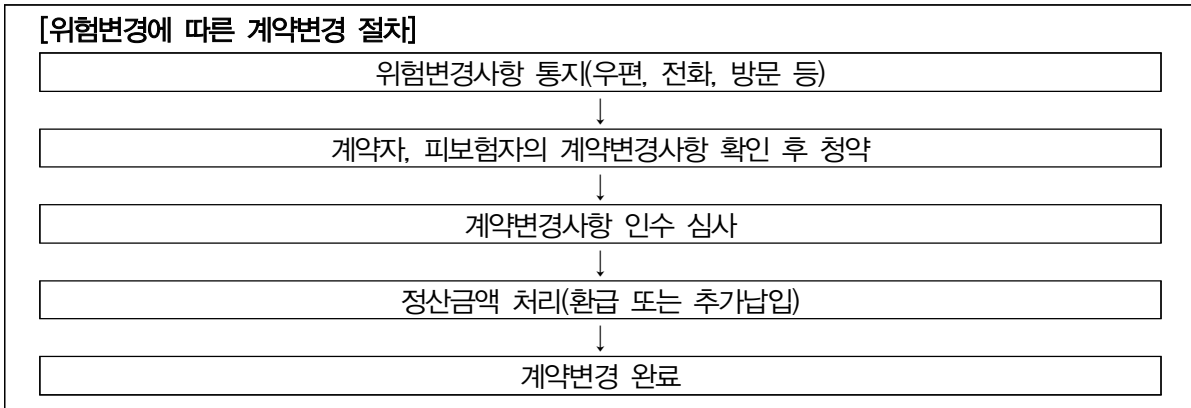 [위험변경에 따른 계약변경 절차]
위험변경사항 통지(우편, 전화, 방문 등)
↓
계약자, 피보험자의 계약변경사항 확인 후 청약
↓
계약변경사항 인수 심사
↓
정산금액 처리(환급 또는 추가납입)
↓
계약변경 완료